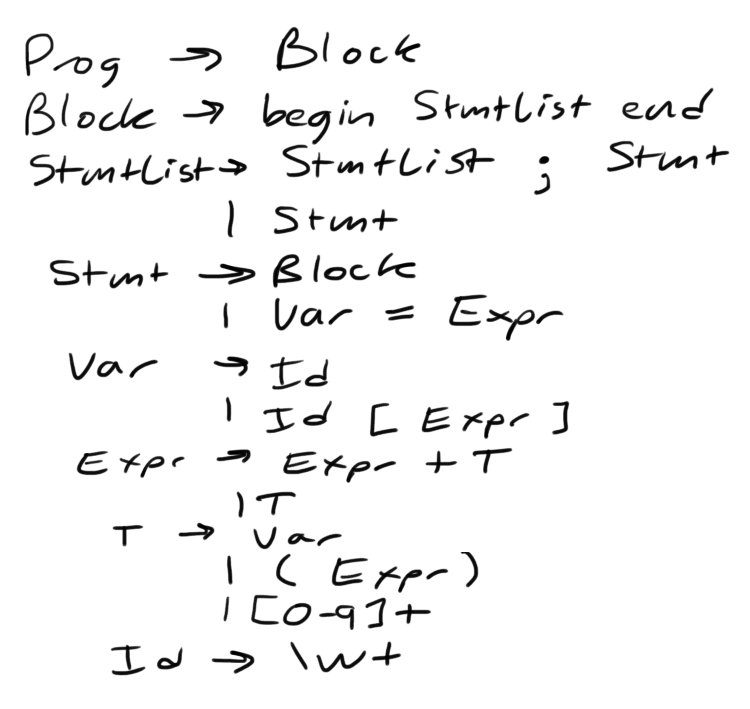 Prog → Block
Block → begin StmtList end
StmtList → StmtList ; Stmt
| Stmt
Stmt → Block
| Var = Expr
Var → Id
| Id [ Expr ]
Expr → Expr + T
| T
T → Var
| ( Expr )
| [0-9]+
Id → \w+